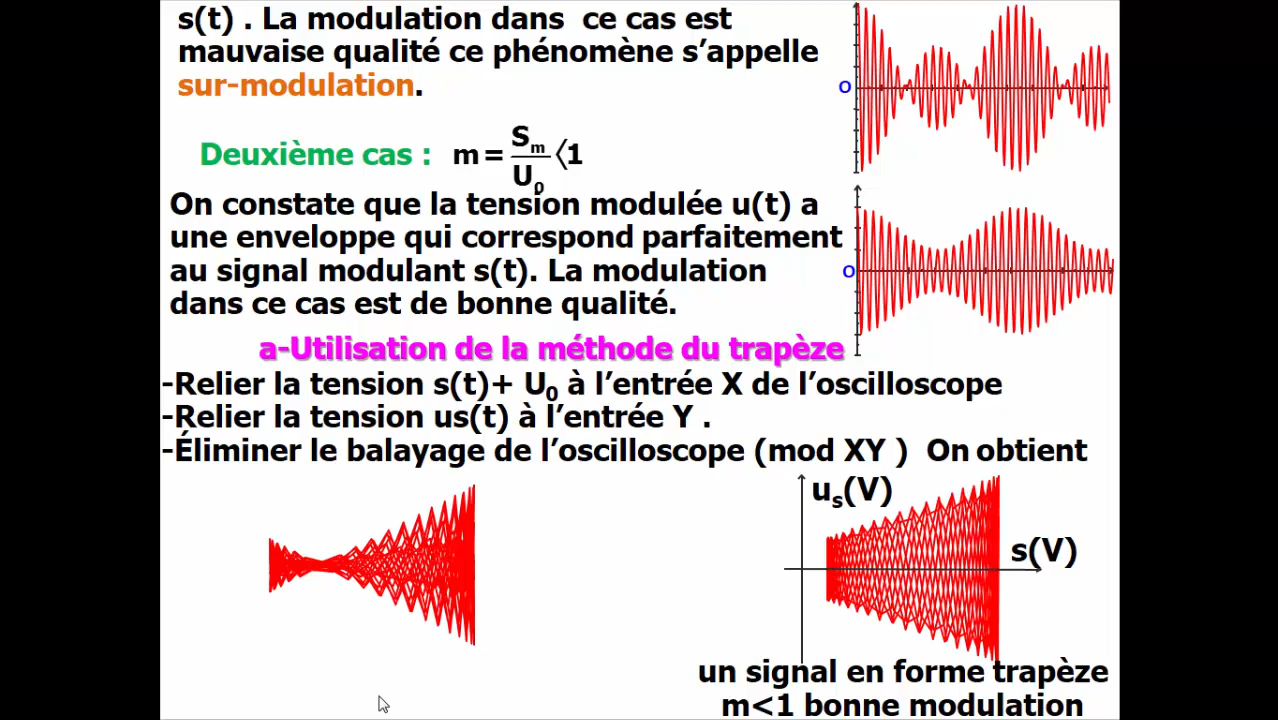 s(t) . La modulation dans ce cas est
mauvaise qualité ce phénomène s’appelle
sur-modulation.
O
Deuxième cas : m = Sm/U0 〈1
On constate que la tension modulée u(t) a
une enveloppe qui correspond parfaitement
au signal modulant s(t). La modulation
dans ce cas est de bonne qualité.
O
a-Utilisation de la méthode du trapèze
-Relier la tension s(t)+ U0 à l’entrée X de l’oscilloscope
-Relier la tension us(t) à l’entrée Y .
-Éliminer le balayage de l’oscilloscope (mod XY ) On obtient
us(V)
s(V)
un signal en forme trapèze
m<1 bonne modulation